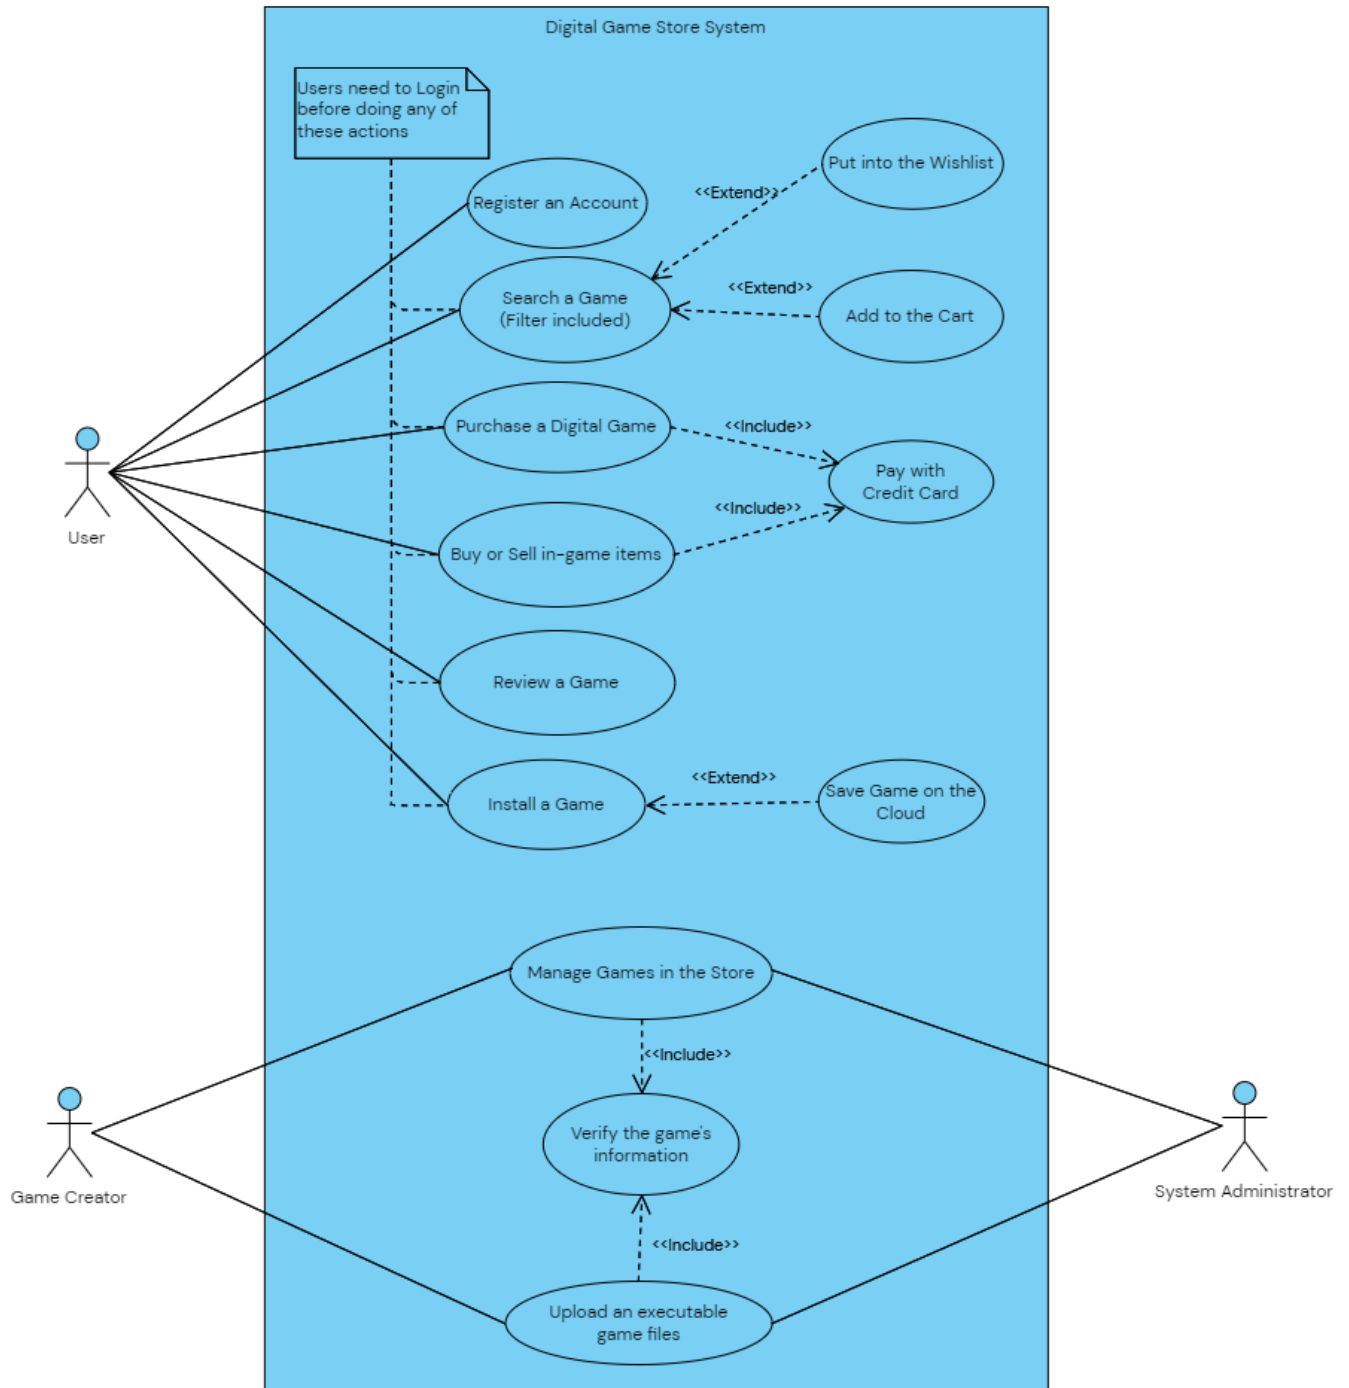 Digital Game Store System
Users need to Login
before doing any of
these actions
Put into the Wishlist
<<Extend>>
Register an Account
Search a Game
(Filter included)
<<Extend>>
Add to the Cart
Purchase a Digital Game
<<Include>>
Pay with
Credit Card
<<Include>>
User
Buy or Sell in-game items
Review a Game
Install a Game
<<Extend>>
Save Game on the
Cloud
Manage Games in the Store
<<Include>>
Verify the game's
information
Game Creator
System Administrator
<<Include>>
Upload an executable
game files